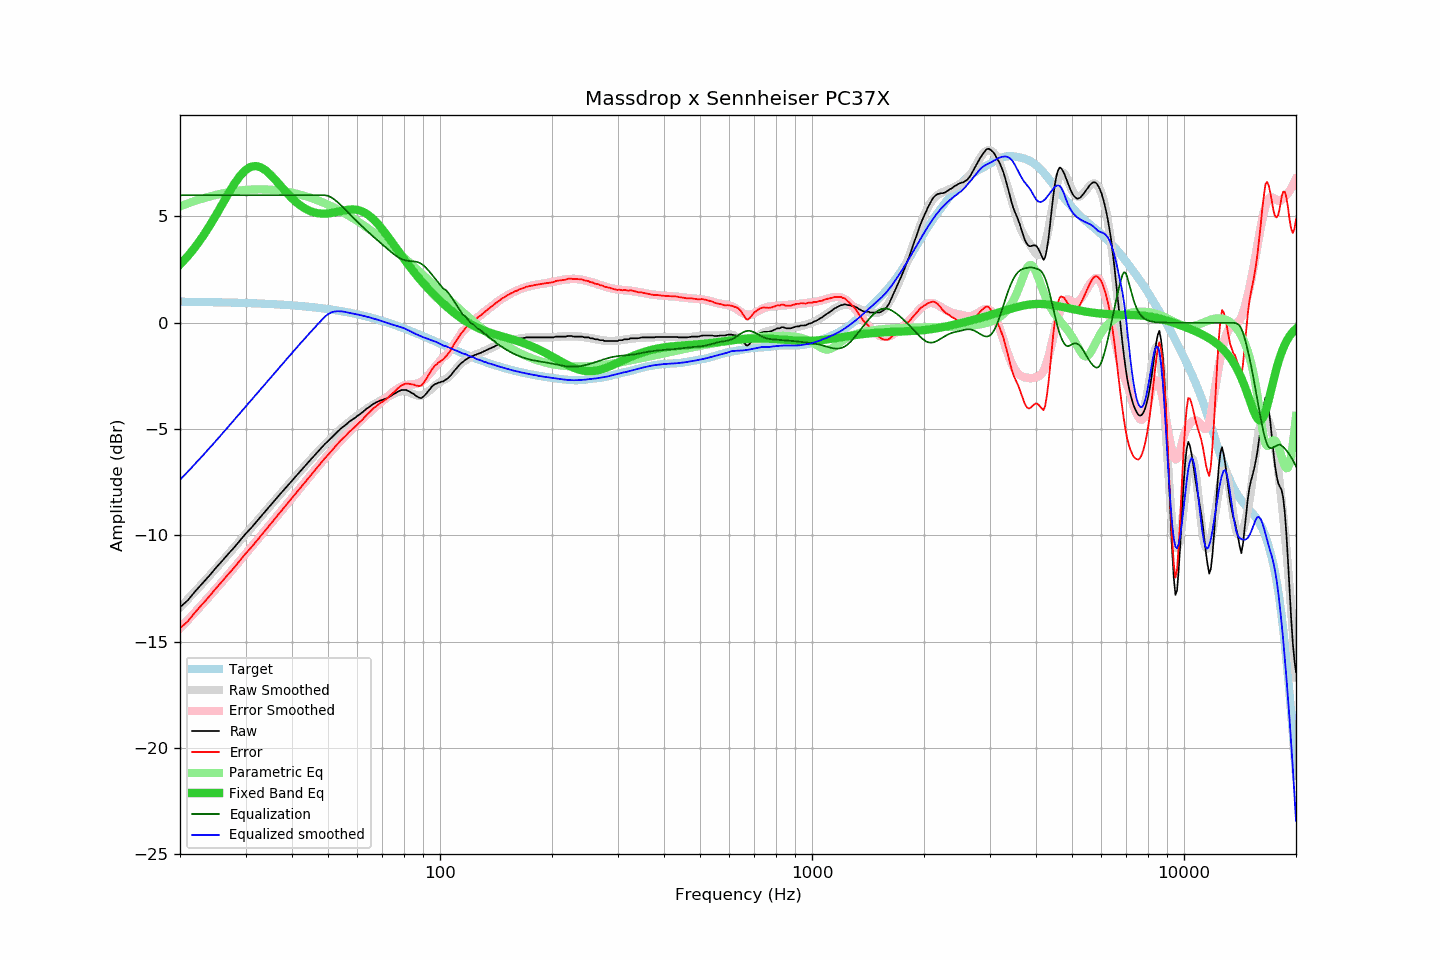 Massdrop x Sennheiser PC37X
Amplitude (dBr)
5
0
−5
−10
−15
−20
−25
Target
Raw Smoothed
Error Smoothed
Raw
Error
Parametric Eq
Fixed Band Eq
Equalization
Equalized smoothed
100
1000
10000
Frequency (Hz)